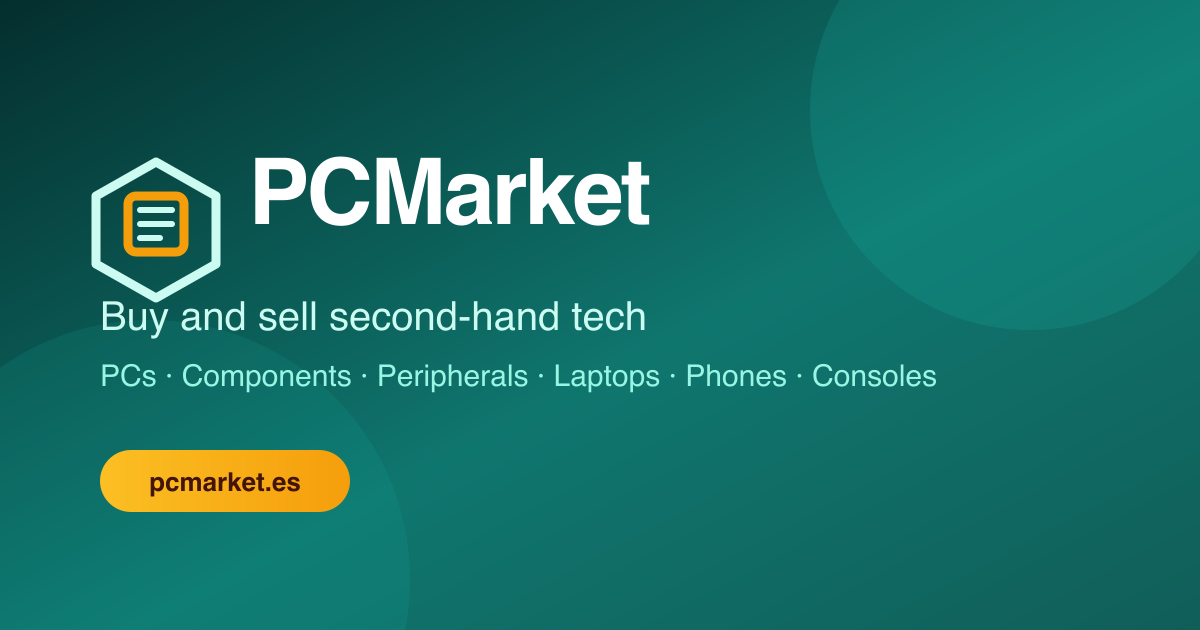 PCMarket
Buy and sell second-hand tech
PCs · Components · Peripherals · Laptops · Phones · Consoles
pcmarket.es